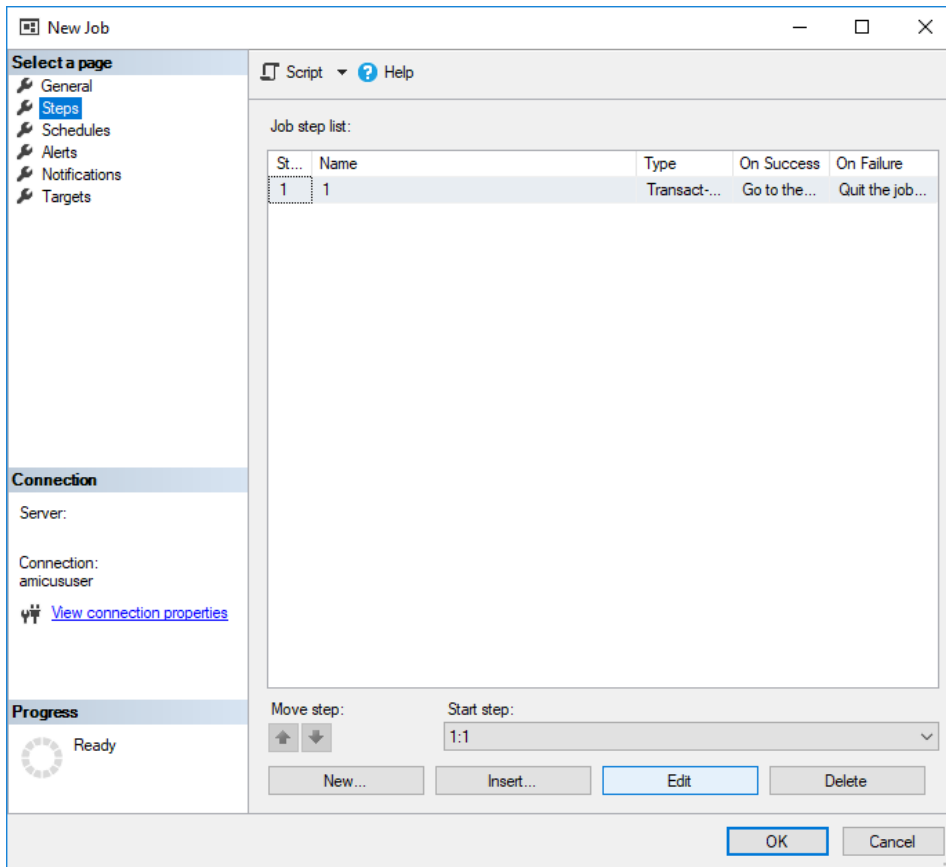 New Job
Select a page
General
Steps
Schedules
Alerts
Notifications
Targets
Script Help
Job step list:
St... Name Type On Success On Failure
1 1 Transact-... Go to the... Quit the job...
Connection
Server:
Connection:
amicususer
View connection properties
Progress
Ready
Move step: Start step:
1:1
New... Insert... Edit Delete
OK Cancel